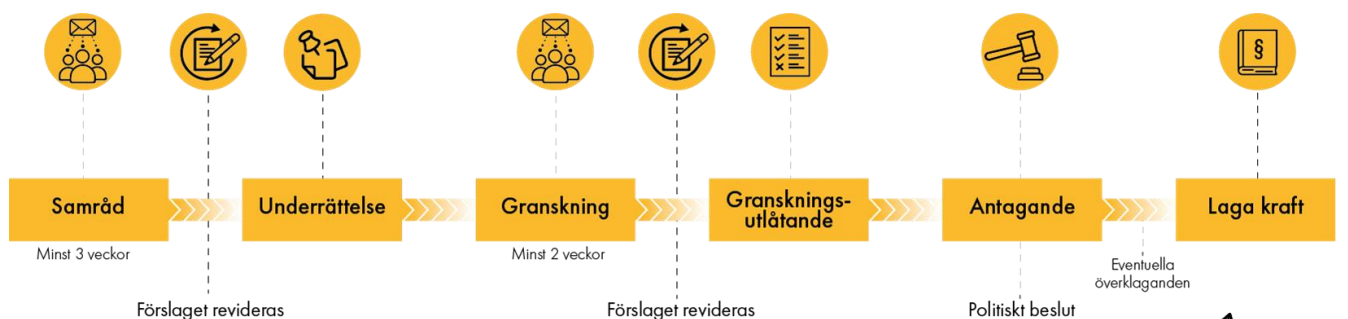 §
Samråd
Underrättelse
Granskning
Gransknings-
utlåtande
Antagande
Laga kraft
Minst 3 veckor
Minst 2 veckor
Eventuella
överklaganden
Förslaget revideras
Förslaget revideras
Politiskt beslut